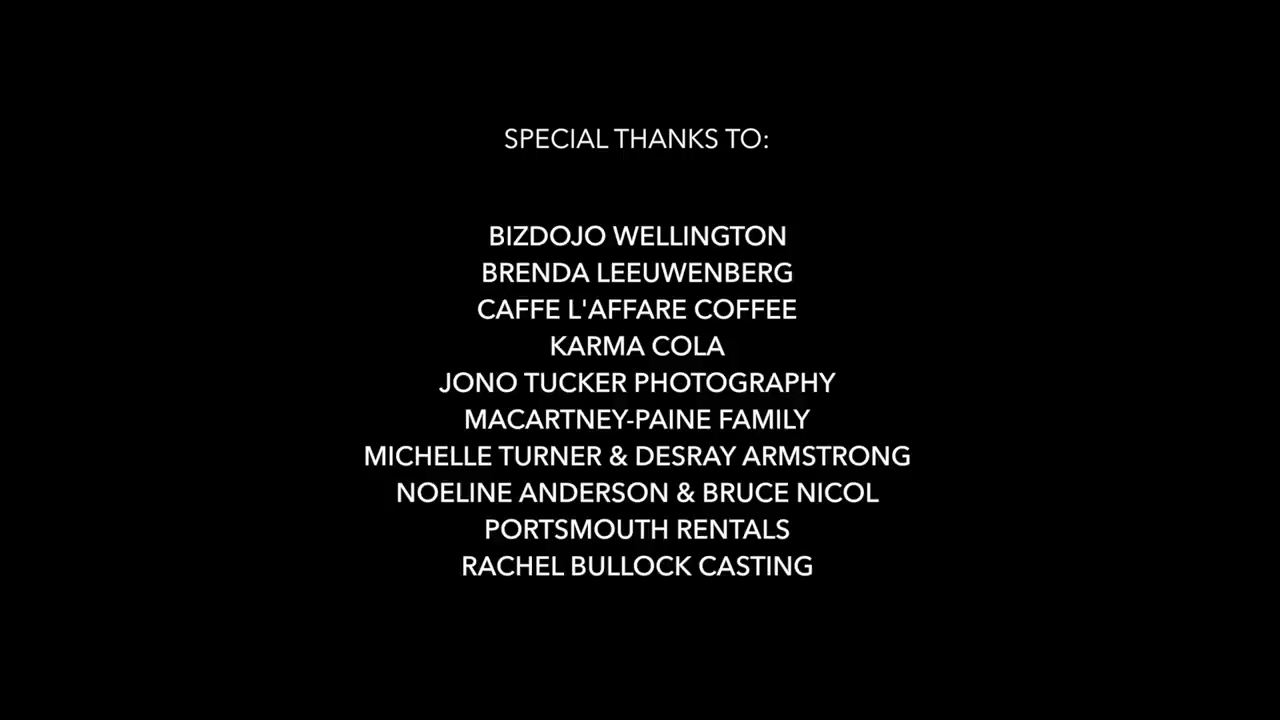 SPECIAL THANKS TO:
BIZDOJO WELLINGTON
BRENDA LEEUWENBERG
CAFFE L'AFFARE COFFEE
KARMA COLA
JONO TUCKER PHOTOGRAPHY
MACARTNEY-PAINE FAMILY
MICHELLE TURNER & DESRAY ARMSTRONG
NOELINE ANDERSON & BRUCE NICOL
PORTSMOUTH RENTALS
RACHEL BULLOCK CASTING